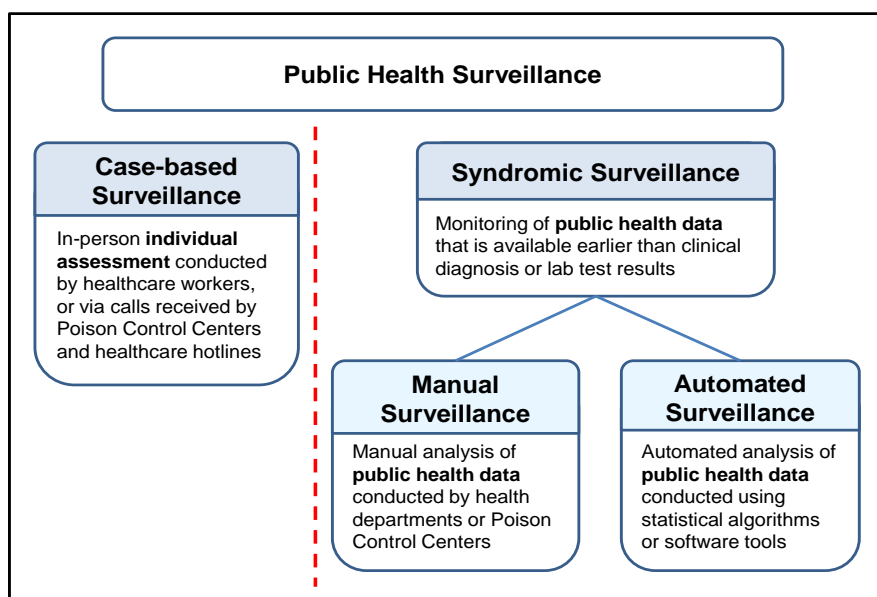 Public Health Surveillance
Case-based
Surveillance
In-person individual
assessment conducted
by healthcare workers,
or via calls received by
Poison Control Centers
and healthcare hotlines
Syndromic Surveillance
Monitoring of public health data
that is available earlier than clinical
diagnosis or lab test results
Manual
Surveillance
Manual analysis of
public health data
conducted by health
departments or Poison
Control Centers
Automated
Surveillance
Automated analysis of
public health data
conducted using
statistical algorithms
or software tools